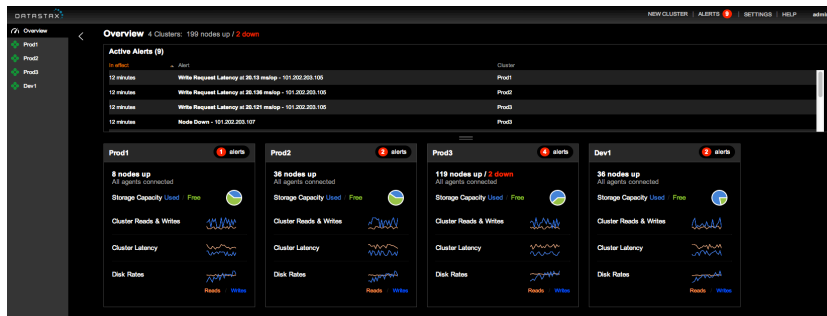 DATASTAX
NEW CLUSTER | ALERTS 9 | SETTINGS | HELP admi
Overview
Prod1
Prod2
Prod3
Dev1
Overview 4 Clusters: 199 nodes up / 2 down
Active Alerts (9)
In effect Alert Cluster
12 minutes Write Request Latency at 20.13 ms/op - 101.202.203.105 Prod1
12 minutes Write Request Latency at 20.136 ms/op - 101.202.203.105 Prod2
12 minutes Write Request Latency at 20.121 ms/op - 101.202.203.105 Prod3
12 minutes Node Down - 101.202.203.107 Prod3
Prod1 1 alerts
8 nodes up
All agents connected
Storage Capacity Used / Free
Cluster Reads & Writes
Cluster Latency
Disk Rates
Reads / Writes
Prod2 2 alerts
36 nodes up
All agents connected
Storage Capacity Used / Free
Cluster Reads & Writes
Cluster Latency
Disk Rates
Reads / Writes
Prod3 4 alerts
119 nodes up / 2 down
All agents connected
Storage Capacity Used / Free
Cluster Reads & Writes
Cluster Latency
Disk Rates
Reads / Writes
Dev1 2 alerts
36 nodes up
All agents connected
Storage Capacity Used / Free
Cluster Reads & Writes
Cluster Latency
Disk Rates
Reads / Writes